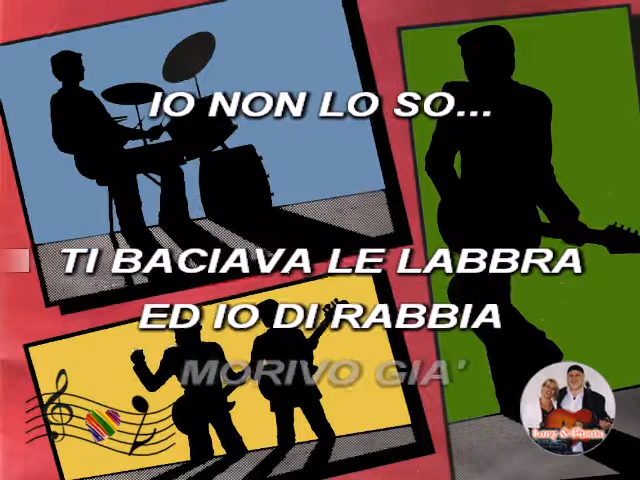 IO NON LO SO...
TI BACIAVA LE LABBRA
ED IO DI RABBIA
MORIVO GIA'